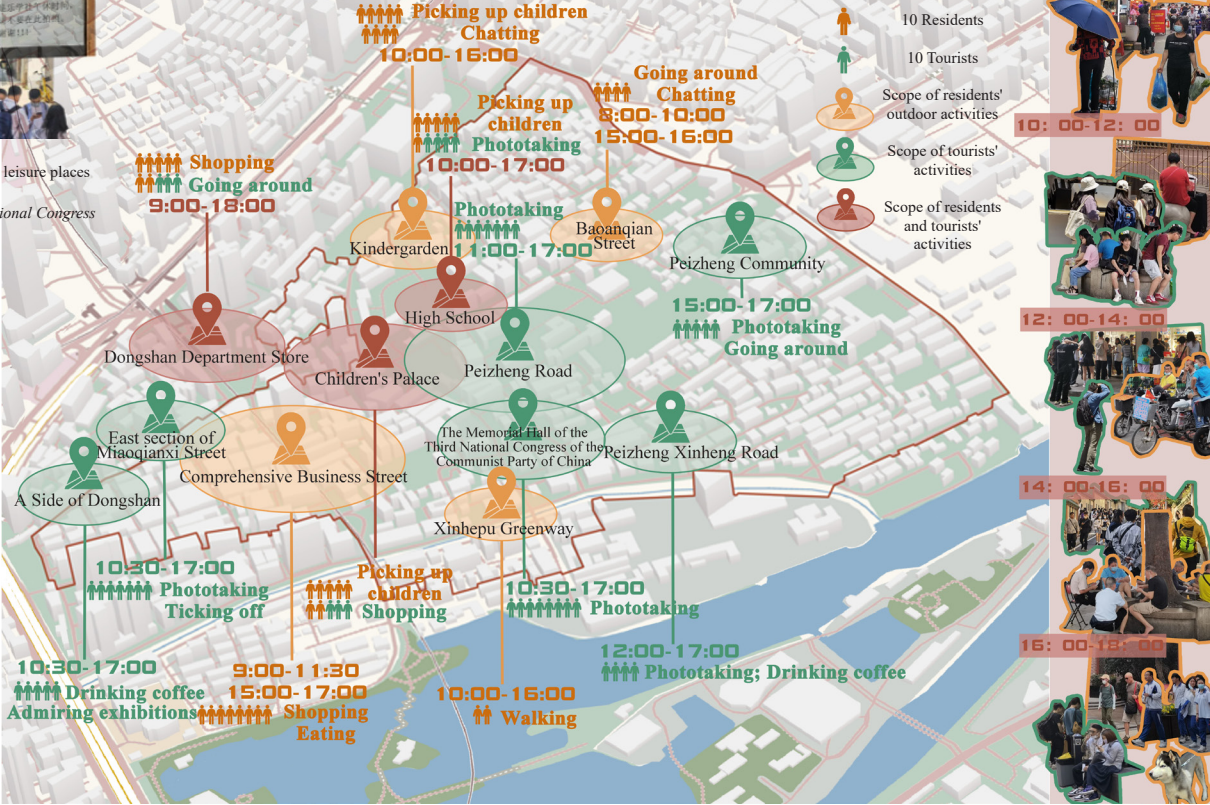 Picking up children
Chatting
10:00-16:00
Going around
Chatting
8:00-10:00
15:00-16:00
Picking up
children
Phototaking
10:00-17:00
10 Residents
10 Tourists
Scope of residents'
outdoor activities
Scope of tourists'
activities
Scope of residents
and tourists'
activities
leisure places
ional Congress
Shopping
Going around
9:00-18:00
Phototaking
11:00-17:00
Kindergarden
Baoanqian
Street
Peizheng Community
15:00-17:00
Phototaking
Going around
High School
Dongshan Department Store
Children's Palace
Peizheng Road
East section of
Miaoqianxi Street
The Memorial Hall of the
Third National Congress of the
Communist Party of China
Peizheng Xinheng Road
A Side of Dongshan
Comprehensive Business Street
Xinhepu Greenway
10:30-17:00
Phototaking
Ticking off
Picking up
children
Shopping
10:30-17:00
Phototaking
10:30-17:00
Drinking coffee
Admiring exhibitions
9:00-11:30
15:00-17:00
Shopping
Eating
10:00-16:00
Walking
12:00-17:00
Phototaking; Drinking coffee
10: 00-12: 00
12: 00-14: 00
14: 00-16: 00
16: 00-18: 00